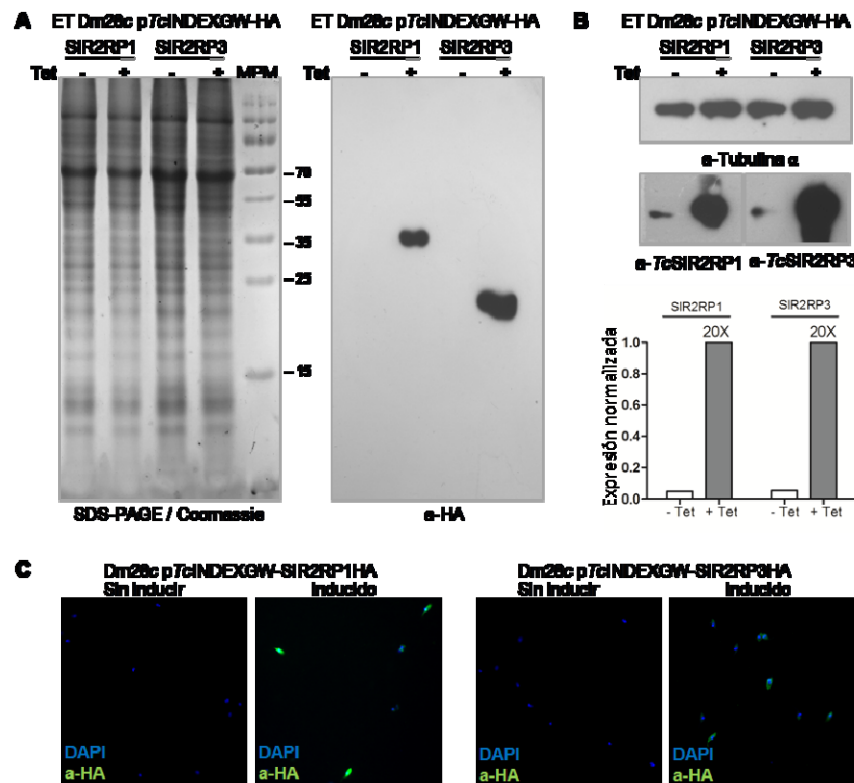 A
ET Dm28c pTcINDEXGW-HA
SIR2RP1 SIR2RP3
Tet - + - + MPM
-70
-55
-35
-25
-15
SDS-PAGE / Coomassie
ET Dm28c pTcINDEXGW-HA
SIR2RP1 SIR2RP3
- + - +
a-HA
B
ET Dm28c pTcINDEXGW-HA
SIR2RP1 SIR2RP3
Tet - + - +
a-Tubulina α
a-TcSIR2RP1 a-TcSIR2RP3
SIR2RP1 SIR2RP3
20X 20X
Expresión normalizada
1.0
0.8
0.6
0.4
0.2
0.0
- Tet + Tet - Tet + Tet
C
Dm28c pTcINDEXGW-SIR2RP1HA
Sin Inducir Inducido
DAPI
a-HA
DAPI
a-HA
Dm28c pTcINDEXGW-SIR2RP3HA
Sin Inducir Inducido
DAPI
a-HA
DAPI
a-HA